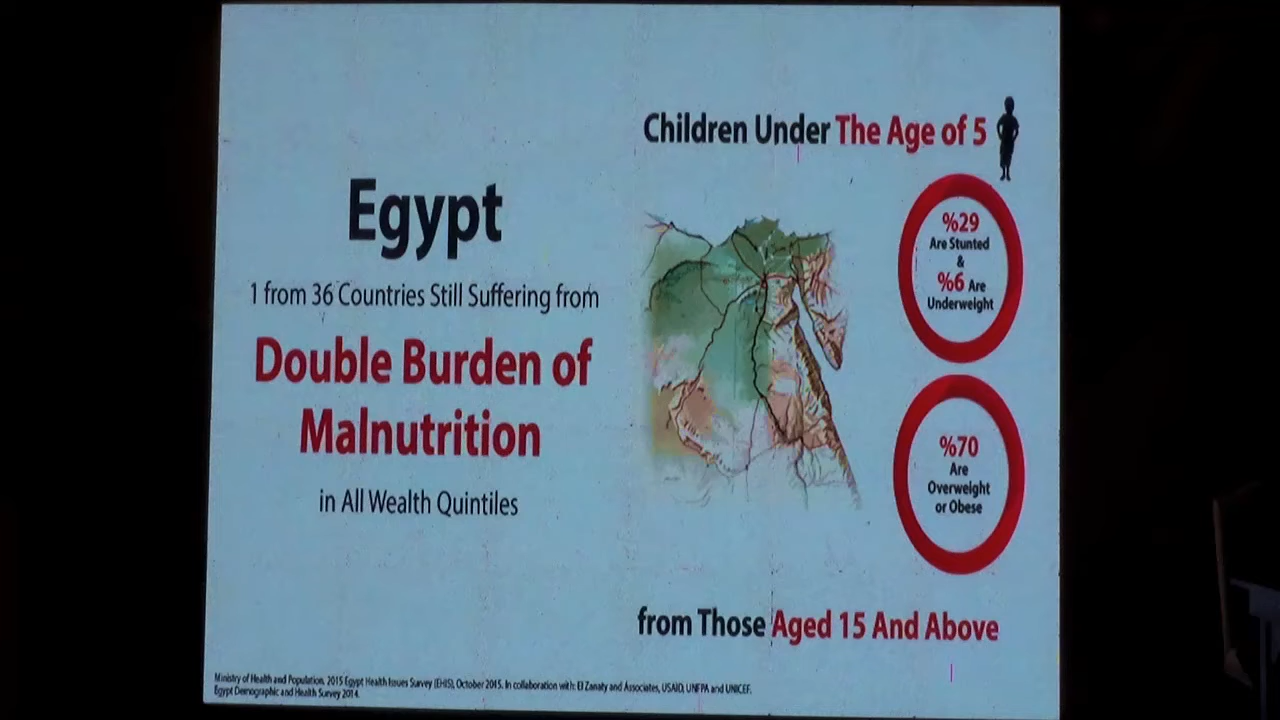 Egypt
1 from 36 Countries Still Suffering from
Double Burden of
Malnutrition
in All Wealth Quintiles
Children Under The Age of 5
%29
Are Stunted
&
%6 Are
Underweight
%70
Are
Overweight
or Obese
from Those Aged 15 And Above
Ministry of Health and Population, 2015 Egypt Health Issues Survey (EHIS), October 2015. In collaboration with: El Zanaty and Associates, USAID, UNFPA and UNICEF.
Egypt Demographic and Health Survey 2014.